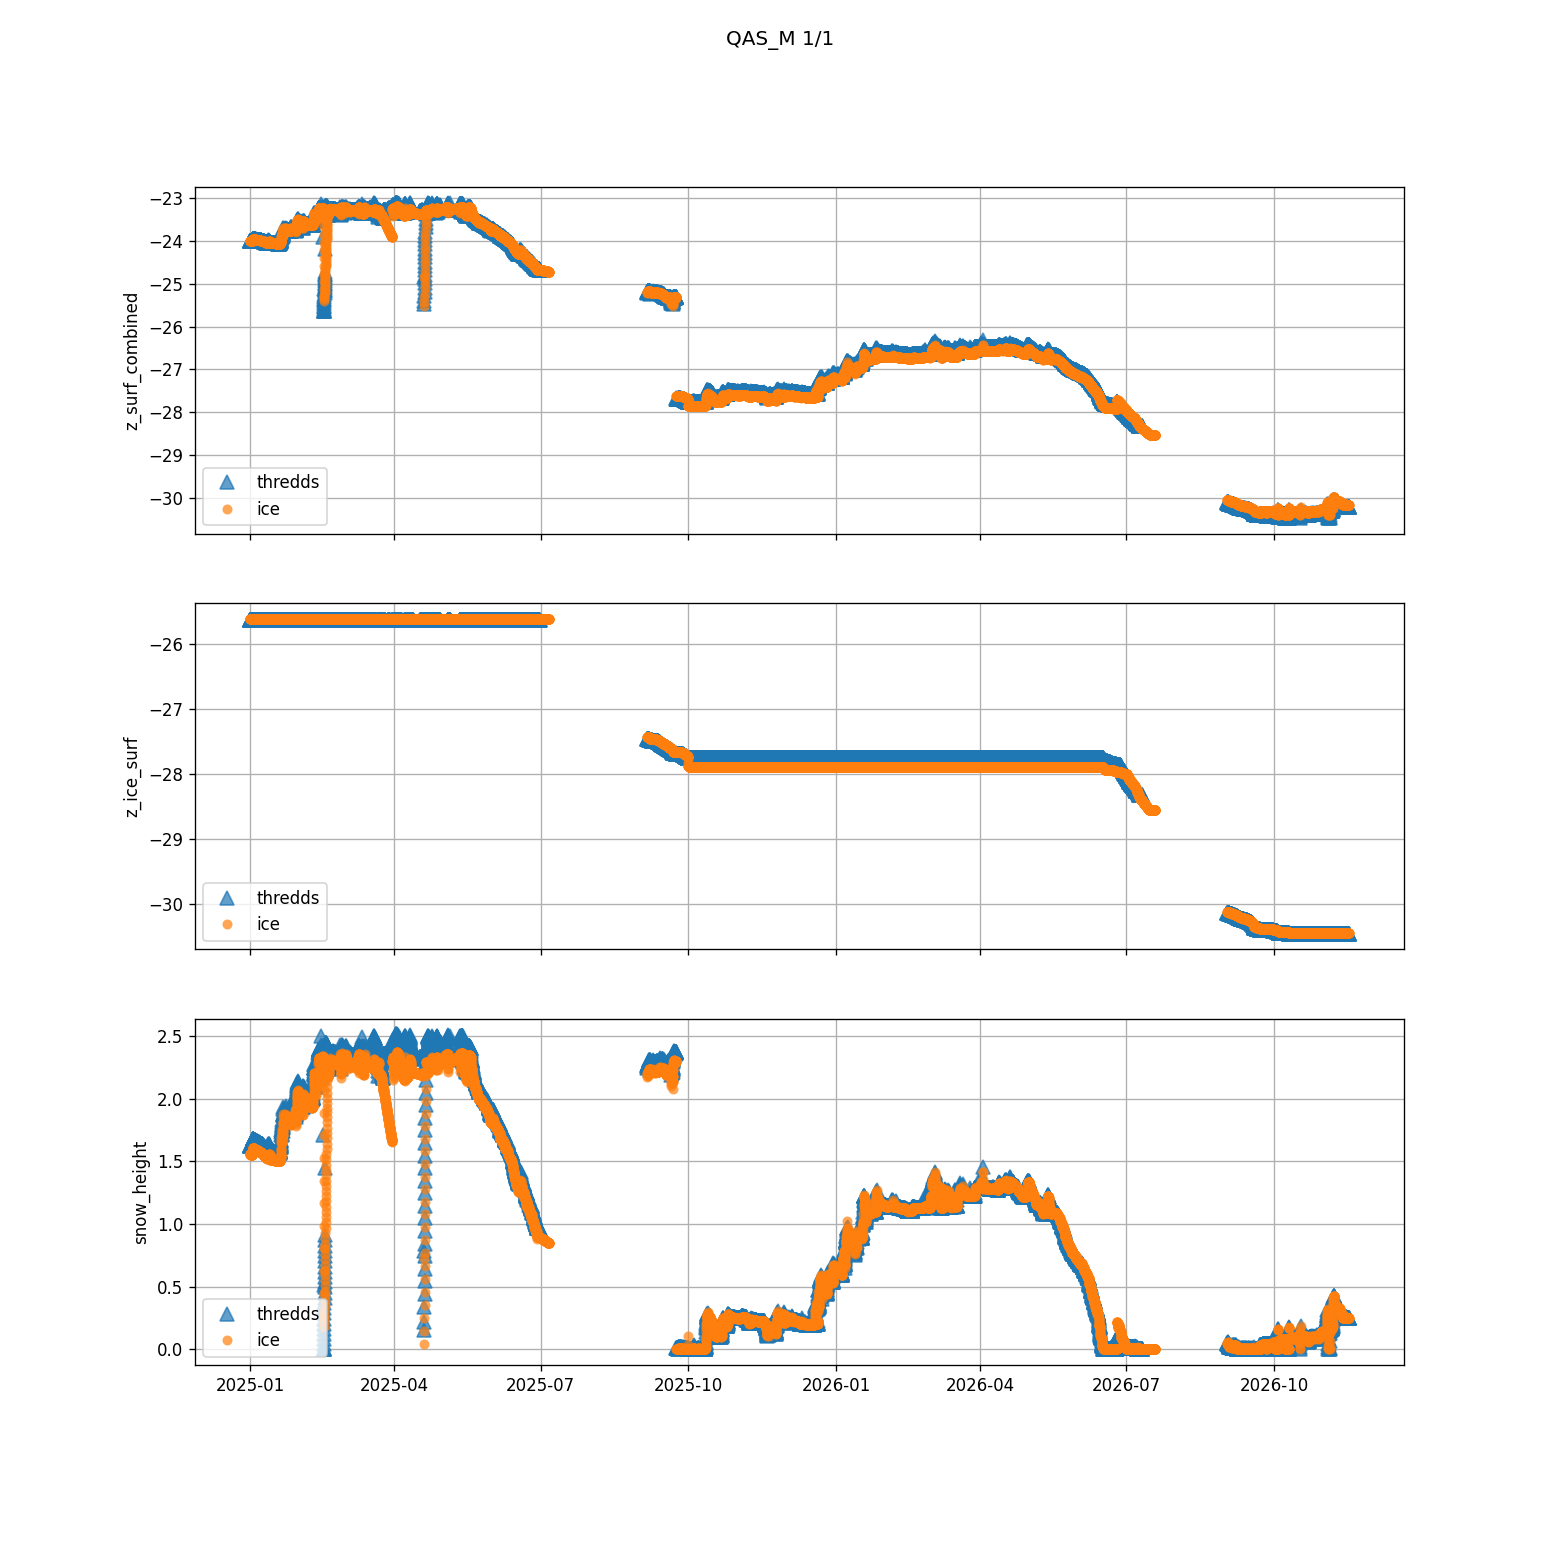 QAS_M 1/1
z_surf_combined
−23
−24
−25
−26
−27
−28
−29
−30
thredds
ice
z_ice_surf
−26
−27
−28
−29
−30
thredds
ice
snow_height
2.5
2.0
1.5
1.0
0.5
0.0
thredds
ice
2025-01 2025-04 2025-07 2025-10 2026-01 2026-04 2026-07 2026-10